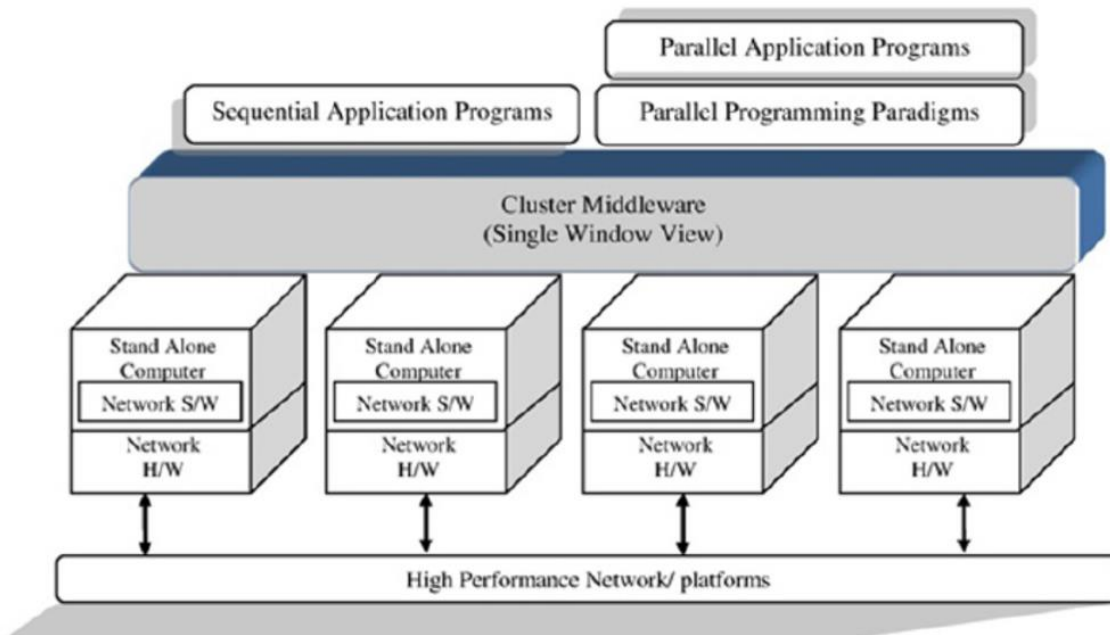 Parallel Application Programs
Sequential Application Programs
Parallel Programming Paradigms
Cluster Middleware
(Single Window View)
Stand Alone
Computer
Network S/W
Network
H/W
Stand Alone
Computer
Network S/W
Network
H/W
Stand Alone
Computer
Network S/W
Network
H/W
Stand Alone
Computer
Network S/W
Network
H/W
High Performance Network/ platforms